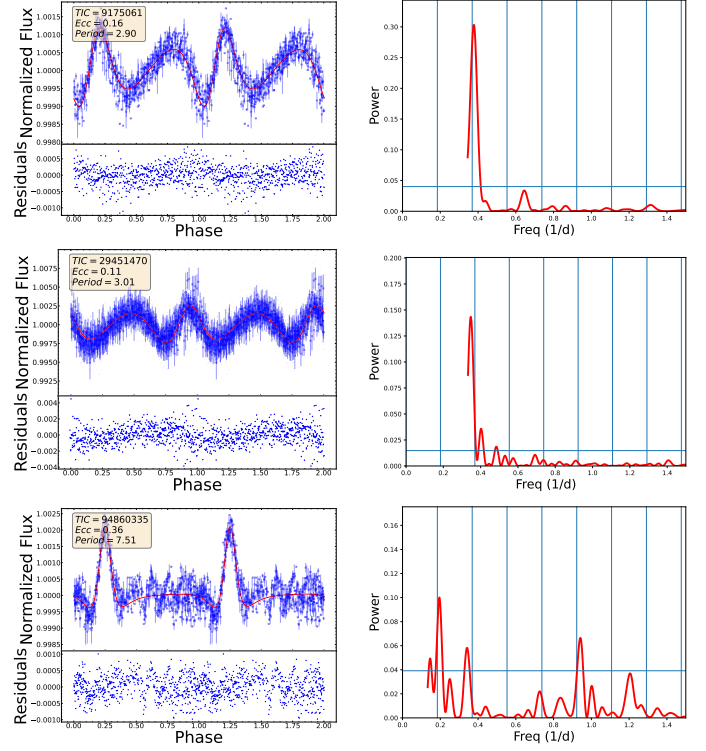 TIC = 9175061
Ecc = 0.16
Period = 2.90
Normalized Flux
1.0015
1.0010
1.0005
1.0000
0.9995
0.9990
0.9985
0.9980
Residuals
0.0005
0.0000
−0.0005
−0.0010
0.00 0.25 0.50 0.75 1.00 1.25 1.50 1.75 2.00
Phase
Power
0.35
0.30
0.25
0.20
0.15
0.10
0.05
0.00
0.0 0.2 0.4 0.6 0.8 1.0 1.2 1.4
Freq (1/d)
TIC = 29451470
Ecc = 0.11
Period = 3.01
Normalized Flux
1.0075
1.0050
1.0025
1.0000
0.9975
0.9950
0.9925
Residuals
0.004
0.002
0.000
−0.002
−0.004
0.00 0.25 0.50 0.75 1.00 1.25 1.50 1.75 2.00
Phase
Power
0.200
0.175
0.150
0.125
0.100
0.075
0.050
0.025
0.000
0.0 0.2 0.4 0.6 0.8 1.0 1.2 1.4
Freq (1/d)
TIC = 94860335
Ecc = 0.36
Period = 7.51
Normalized Flux
1.0025
1.0020
1.0015
1.0010
1.0005
1.0000
0.9995
0.9990
0.9985
Residuals
0.0010
0.0005
0.0000
−0.0005
−0.0010
0.00 0.25 0.50 0.75 1.00 1.25 1.50 1.75 2.00
Phase
Power
0.16
0.14
0.12
0.10
0.08
0.06
0.04
0.02
0.00
0.0 0.2 0.4 0.6 0.8 1.0 1.2 1.4
Freq (1/d)